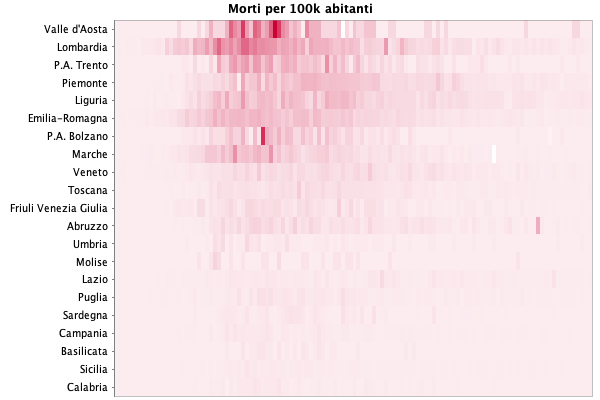 Morti per 100k abitanti
Valle d'Aosta
Lombardia
P.A. Trento
Piemonte
Liguria
Emilia-Romagna
P.A. Bolzano
Marche
Veneto
Toscana
Friuli Venezia Giulia
Abruzzo
Umbria
Molise
Lazio
Puglia
Sardegna
Campania
Basilicata
Sicilia
Calabria